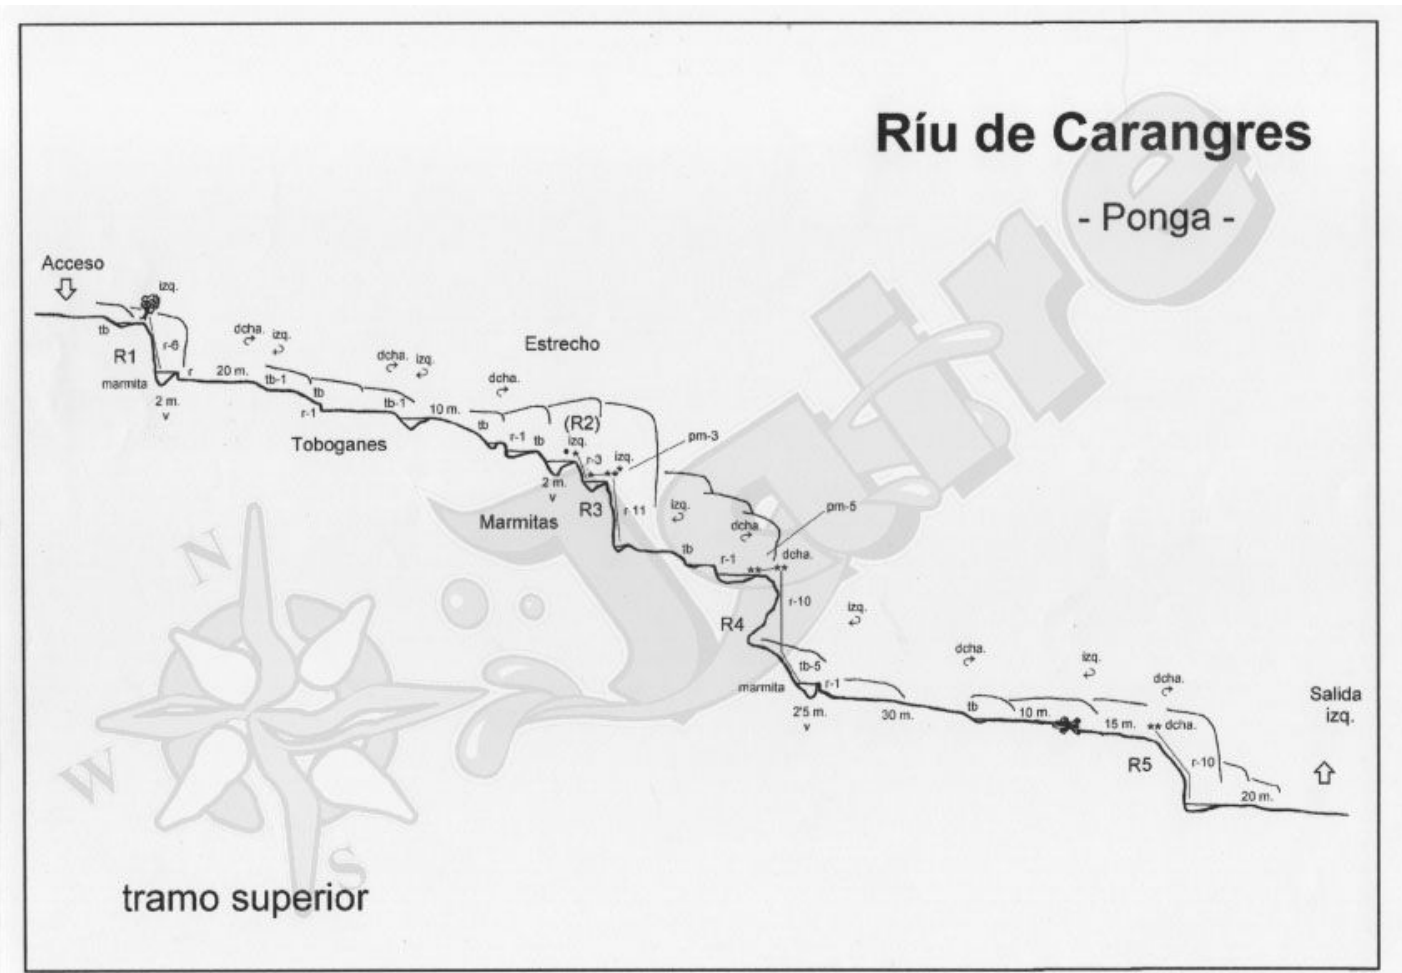 Ríu de Carangres
- Ponga -
Acceso
izq.
tb
R1
r-6
r
marmita
2 m.
v
20 m.
dcha.
izq.
tb-1
tb
r-1
Toboganes
dcha.
izq.
tb-1
10 m.
Estrecho
dcha.
tb
r-1
tb
(R2)
izq.
r-3
izq.
pm-3
2 m.
v
Marmitas
R3
r-11
izq.
dcha.
pm-5
tb
r-1
dcha.
r-10
R4
izq.
tb-5
marmita
r-1
2'5 m.
v
30 m.
dcha.
tb
10 m.
izq.
15 m.
dcha.
dcha.
R5
r-10
20 m.
Salida
izq.
N
W
S
tramo superior